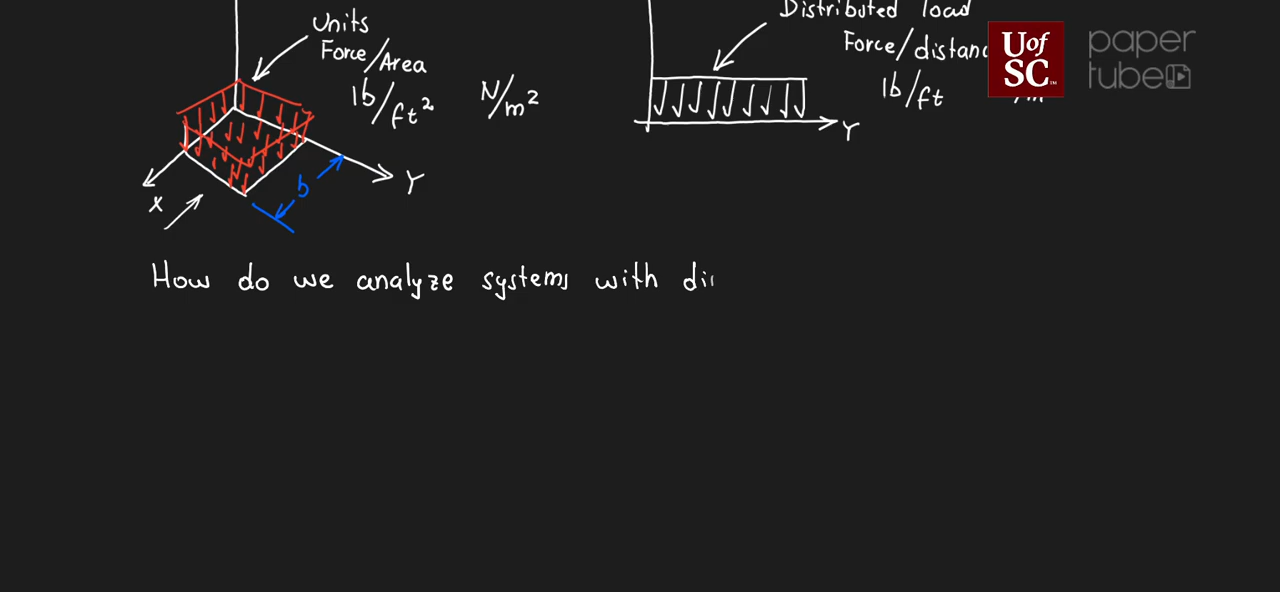 Units
Force/Area
lb/ft²
N/m²
X
Y
b
Distributed load
Force/distanc
lb/ft
/m
Y
UofSC
paper
tube
How do we analyze systems with di